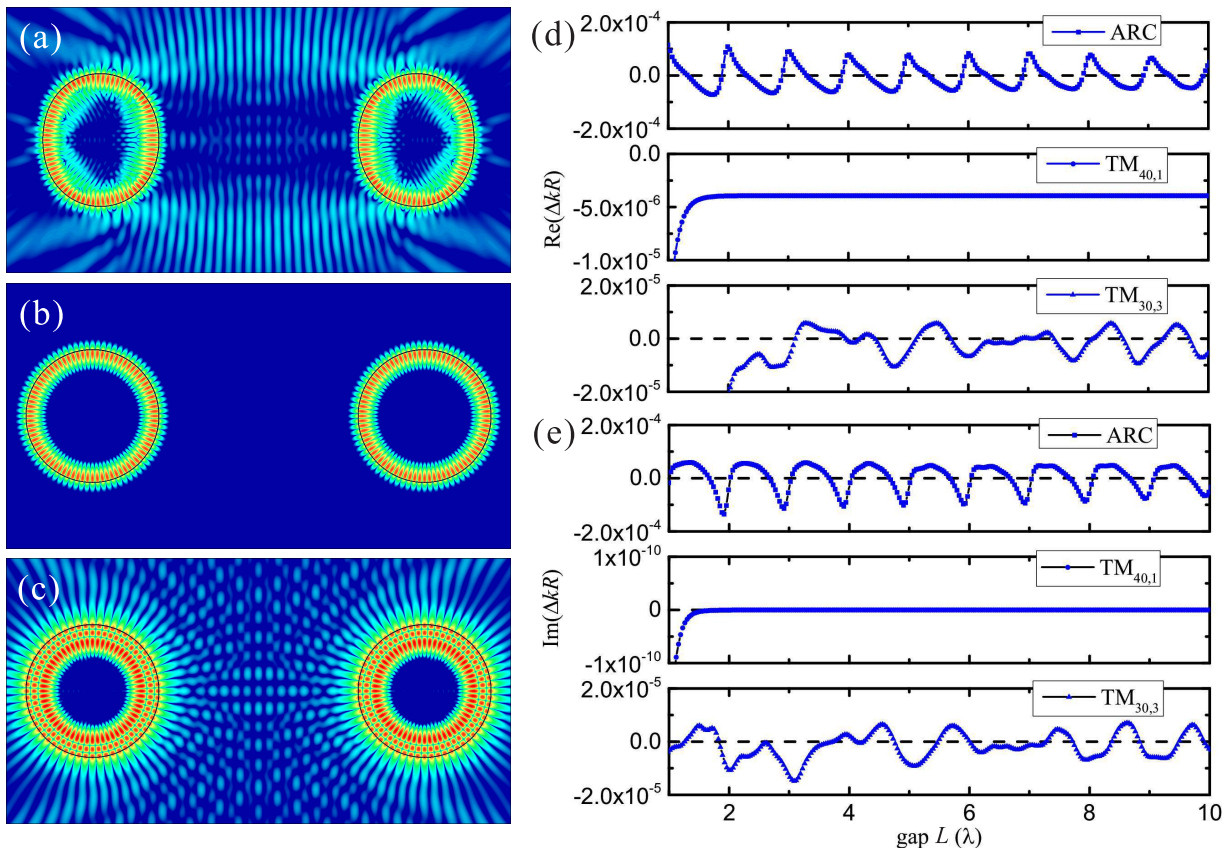 (a)
(b)
(c)
(d)
2.0x10⁻⁴
0.0
-2.0x10⁻⁴
ARC
0.0
-5.0x10⁻⁶
-1.0x10⁻⁵
TM₄₀,₁
Re(ΔkR)
2.0x10⁻⁵
0.0
-2.0x10⁻⁵
TM₃₀,₃
(e)
2.0x10⁻⁴
0.0
-2.0x10⁻⁴
ARC
1x10⁻¹⁰
0
-1x10⁻¹⁰
TM₄₀,₁
Im(ΔkR)
2.0x10⁻⁵
0.0
-2.0x10⁻⁵
TM₃₀,₃
2 4 6 8 10
gap L (λ)